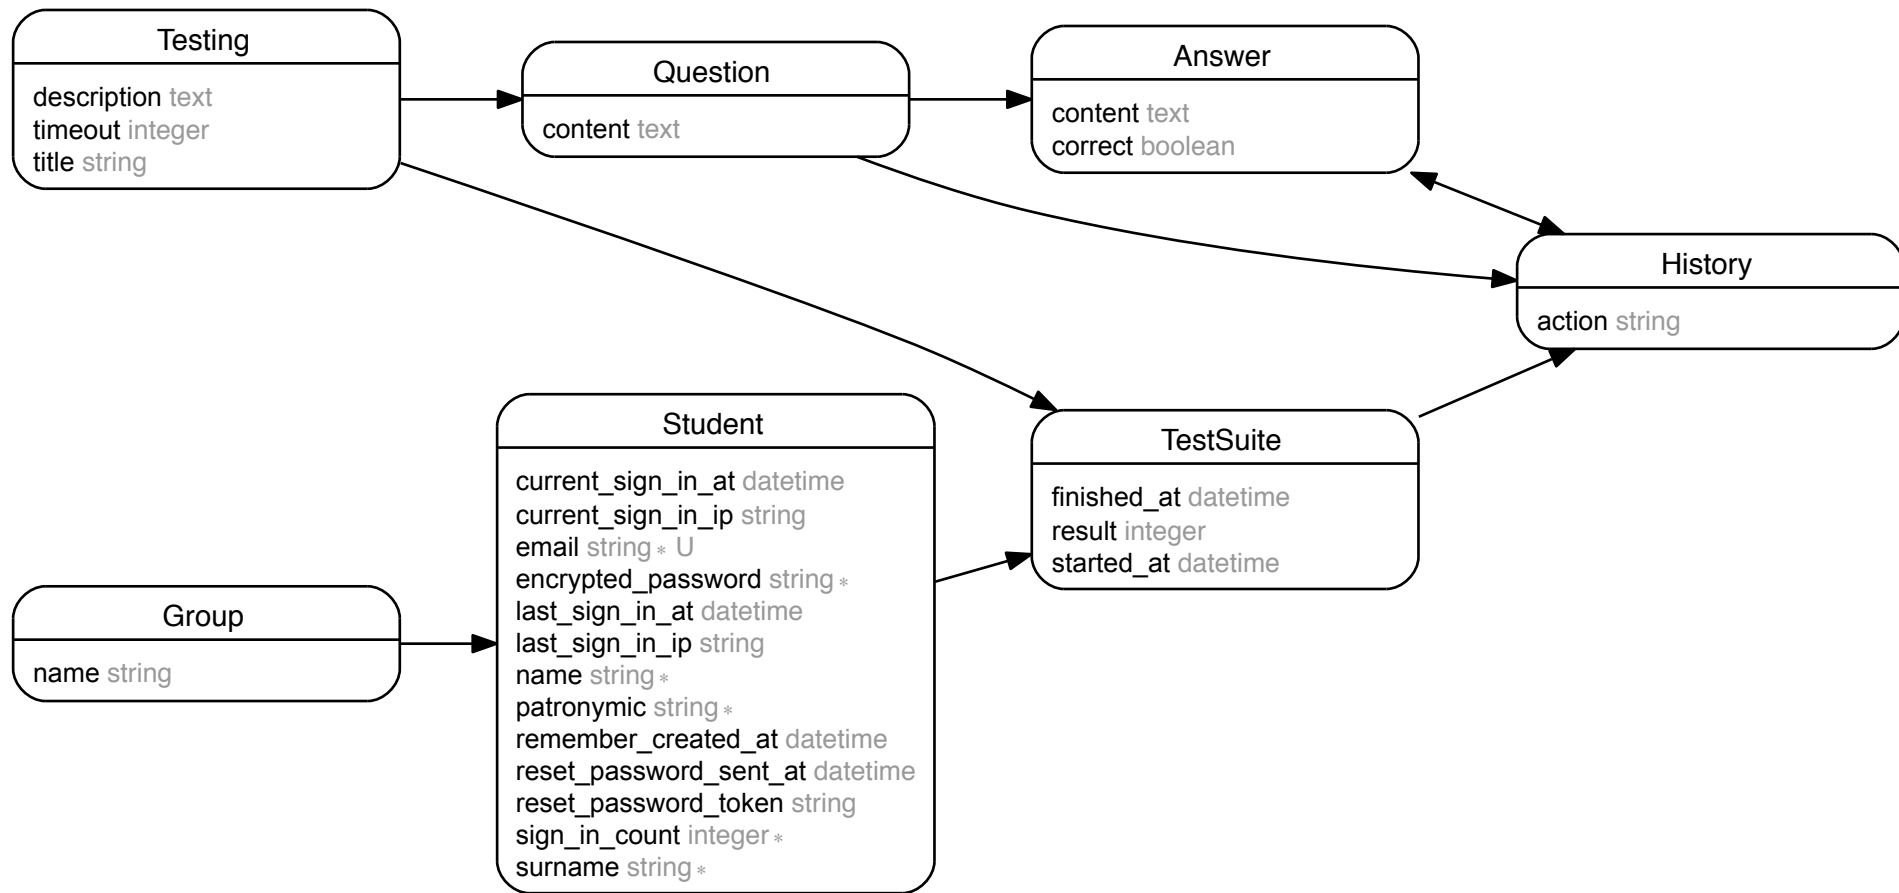 Testing
description text
timeout integer
title string
Question
content text
Answer
content text
correct boolean
History
action string
Student
current_sign_in_at datetime
current_sign_in_ip string
email string * U
encrypted_password string *
last_sign_in_at datetime
last_sign_in_ip string
name string *
patronymic string *
remember_created_at datetime
reset_password_sent_at datetime
reset_password_token string
sign_in_count integer *
surname string *
TestSuite
finished_at datetime
result integer
started_at datetime
Group
name string